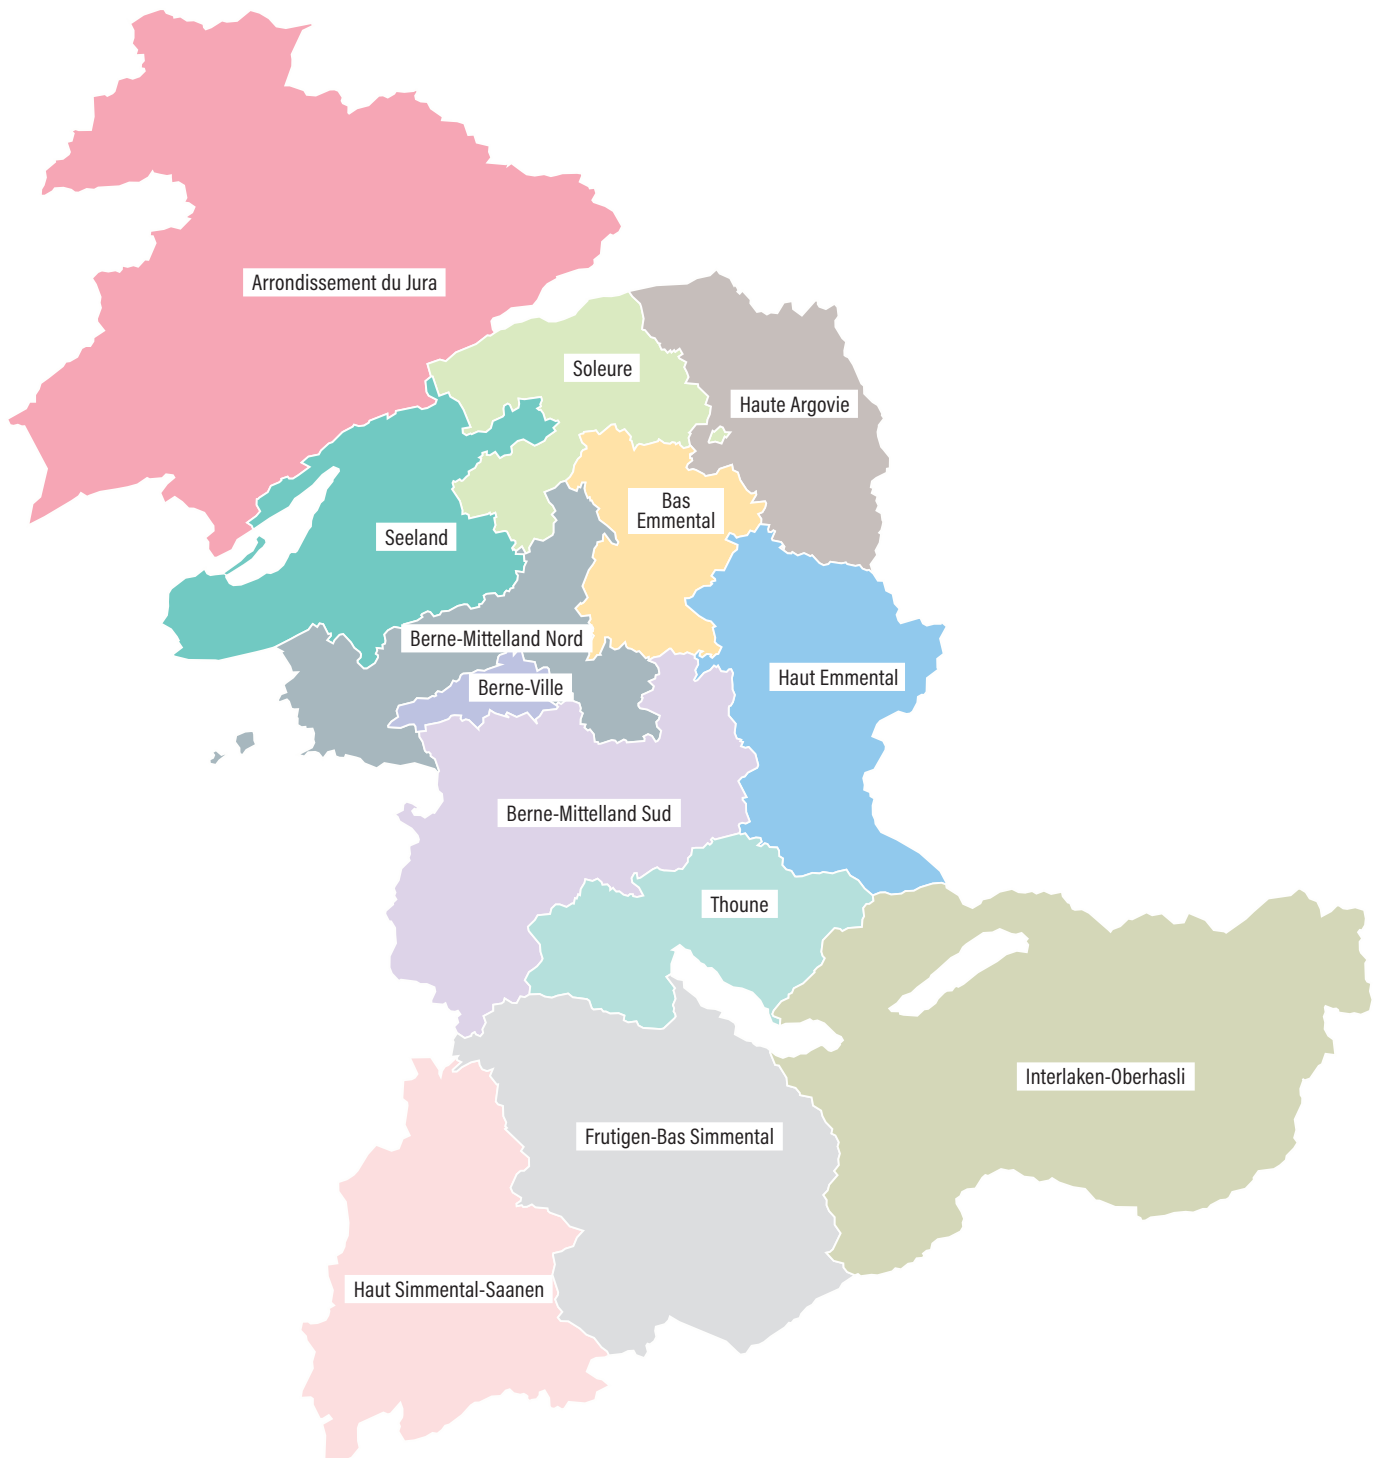 Arrondissement du Jura
Soleure
Haute Argovie
Bas
Emmental
Seeland
Berne-Mittelland Nord
Haut Emmental
Berne-Ville
Berne-Mittelland Sud
Thoune
Interlaken-Oberhasli
Frutigen-Bas Simmental
Haut Simmental-Saanen